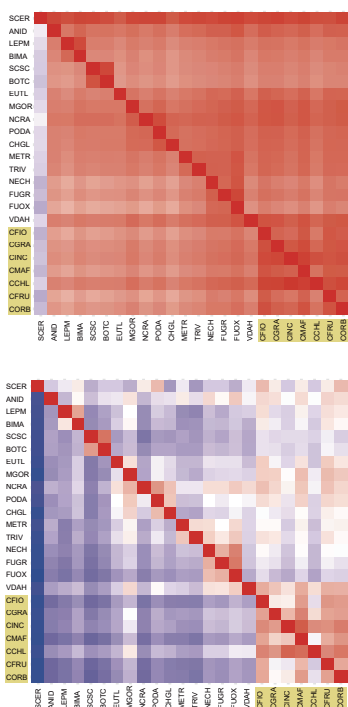 SCER
ANID
LEPM
BIMA
SCSC
BOTC
EUTL
MGOR
NCRA
PODA
CHGL
METR
TRIV
NECH
FUGR
FUOX
VDAH
CFIO
CGRA
CINC
CMAF
CCHL
CFRU
CORB
SCER ANID LEPM BIMA SCSC BOTC EUTL MGOR NCRA PODA CHGL METR TRIV NECH FUGR FUOX VDAH CFIO CGRA CINC CMAF CCHL CFRU CORB
SCER
ANID
LEPM
BIMA
SCSC
BOTC
EUTL
MGOR
NCRA
PODA
CHGL
METR
TRIV
NECH
FUGR
FUOX
VDAH
CFIO
CGRA
CINC
CMAF
CCHL
CFRU
CORB
SCER ANID LEPM BIMA SCSC BOTC EUTL MGOR NCRA PODA CHGL METR TRIV NECH FUGR FUOX VDAH CFIO CGRA CINC CMAF CCHL CFRU CORB